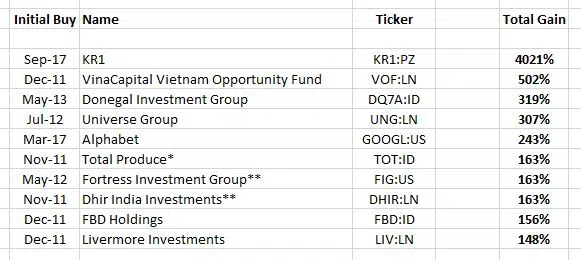 Initial Buy Name Ticker Total Gain
Sep-17 KR1 KR1:PZ 4021%
Dec-11 VinaCapital Vietnam Opportunity Fund VOF:LN 502%
May-13 Donegal Investment Group DQ7A:ID 319%
Jul-12 Universe Group UNG:LN 307%
Mar-17 Alphabet GOOGL:US 243%
Nov-11 Total Produce* TOT:ID 163%
May-12 Fortress Investment Group** FIG:US 163%
Nov-11 Dhir India Investments** DHIR:LN 163%
Dec-11 FBD Holdings FBD:ID 156%
Dec-11 Livermore Investments LIV:LN 148%